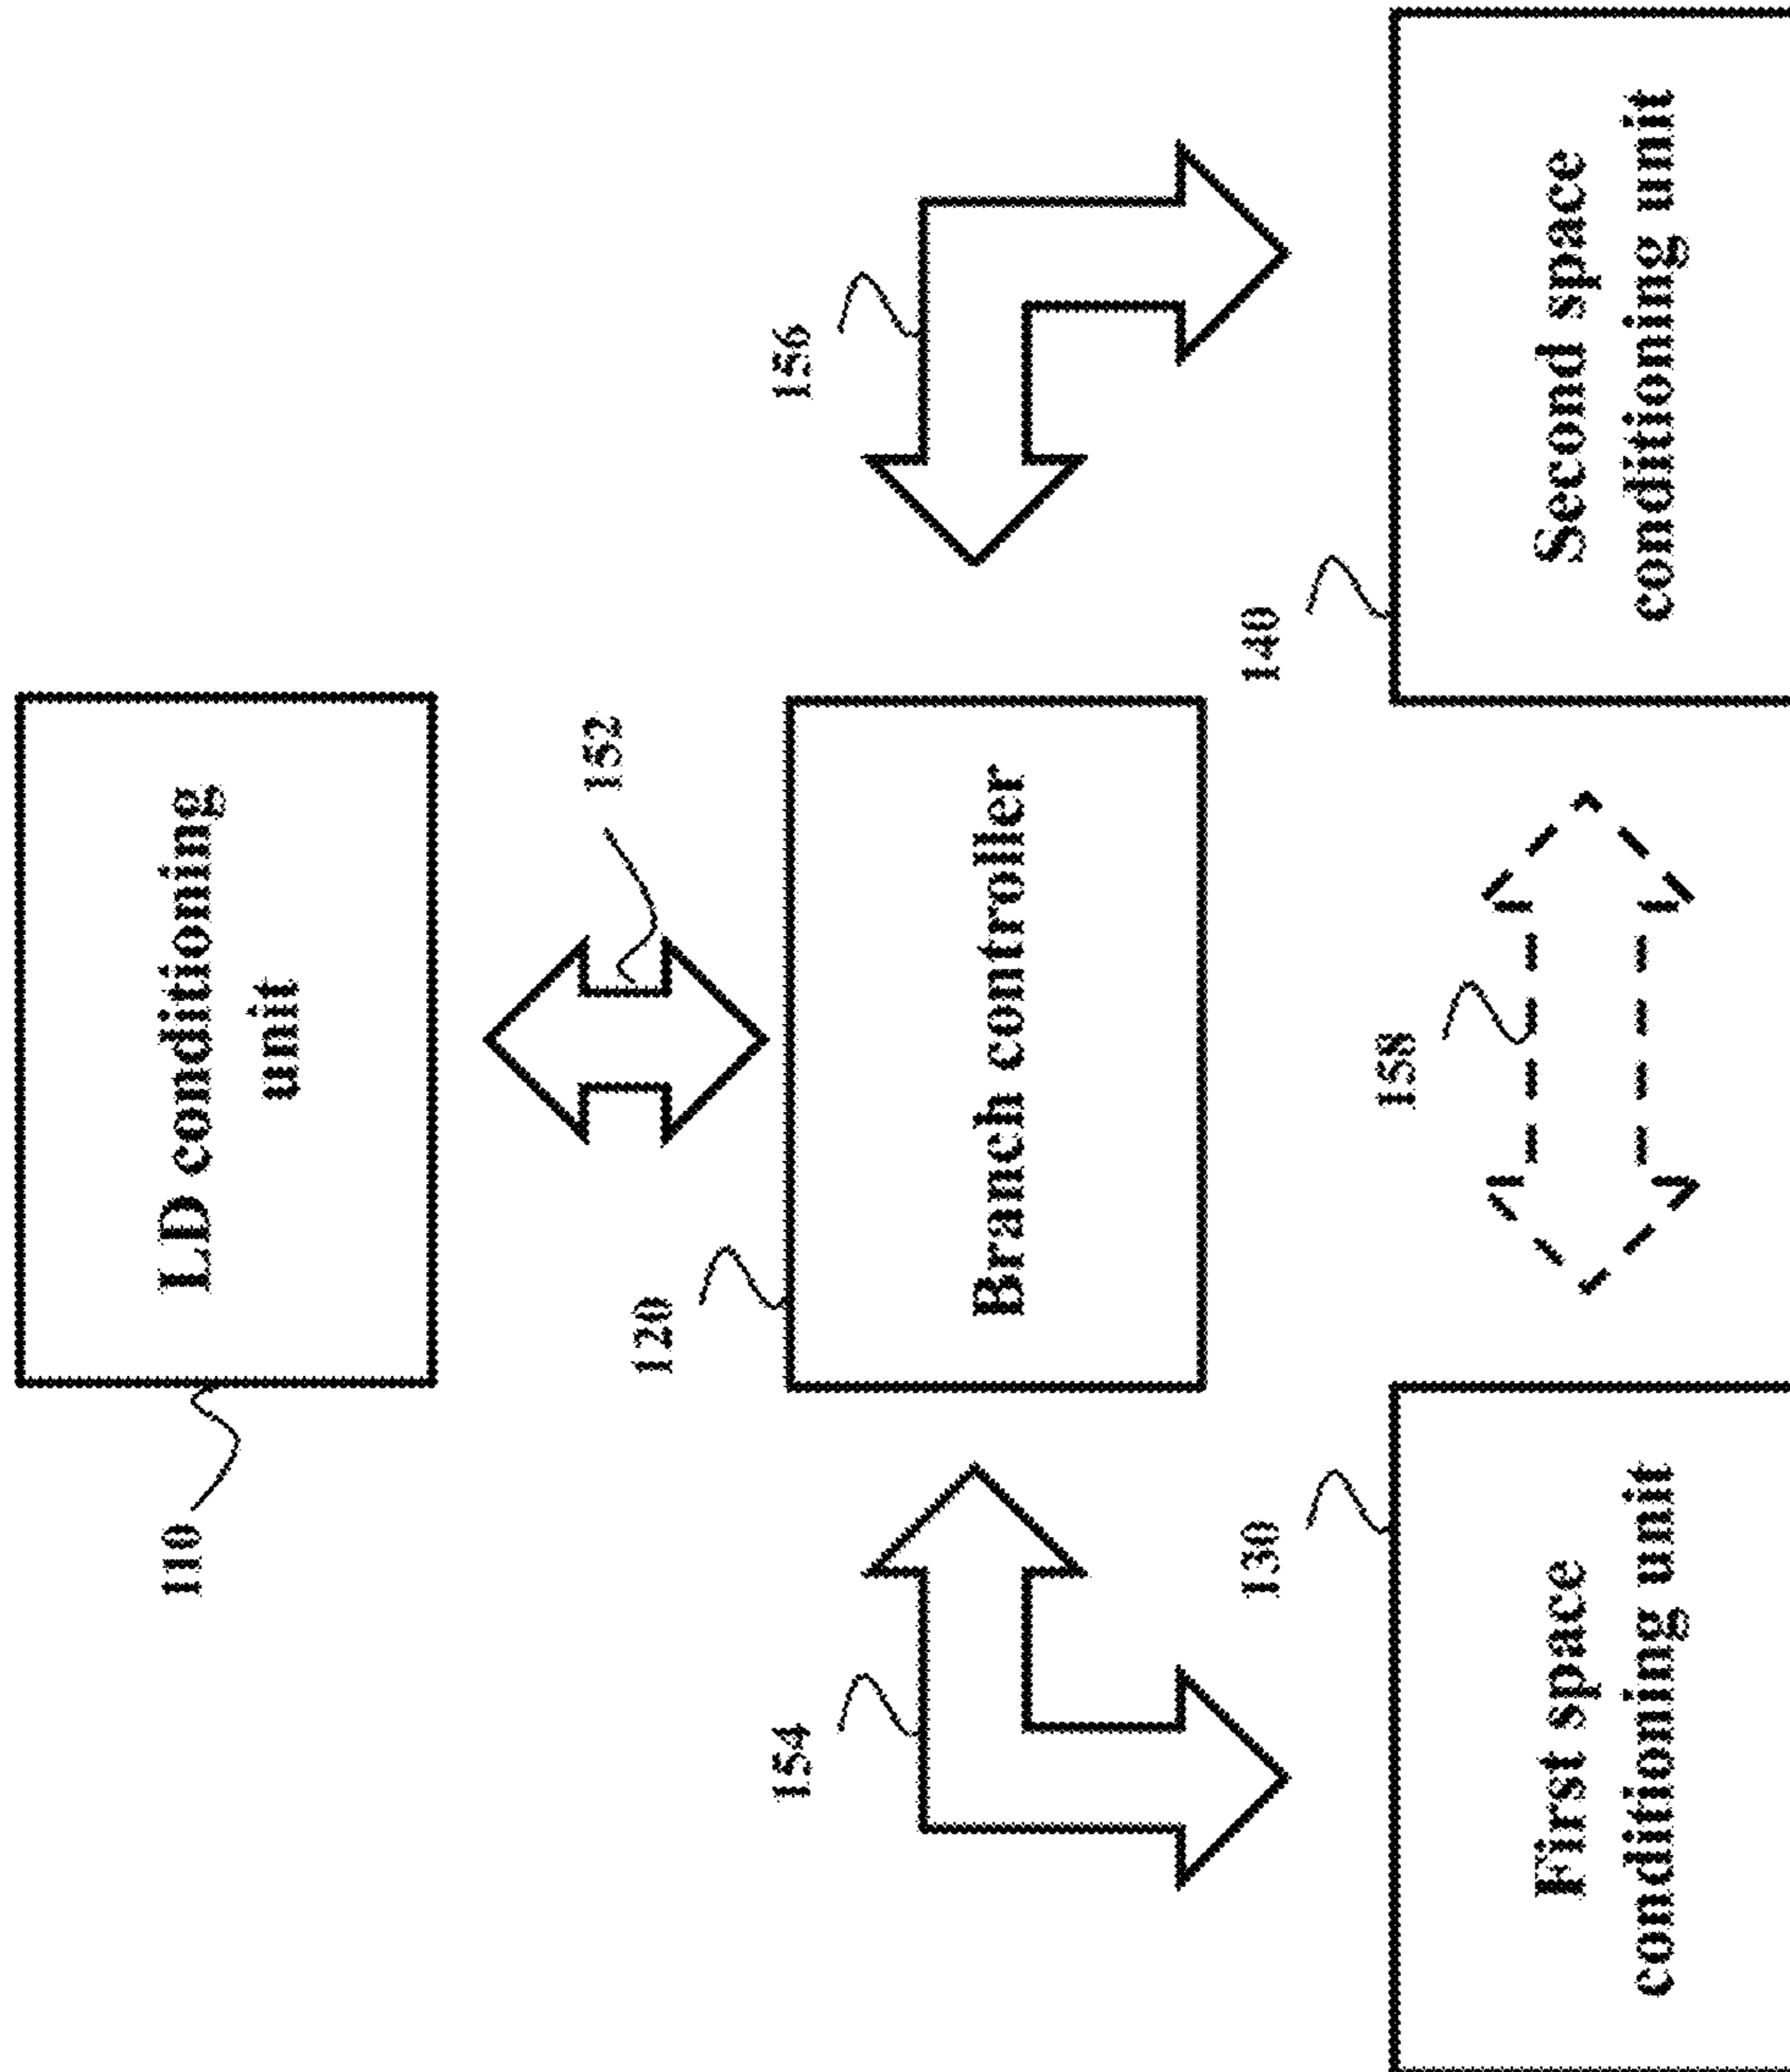 110
LD conditioning
unit
152
120
154
156
Branch controller
130
140
158
First space
conditioning unit
Second space
conditioning unit